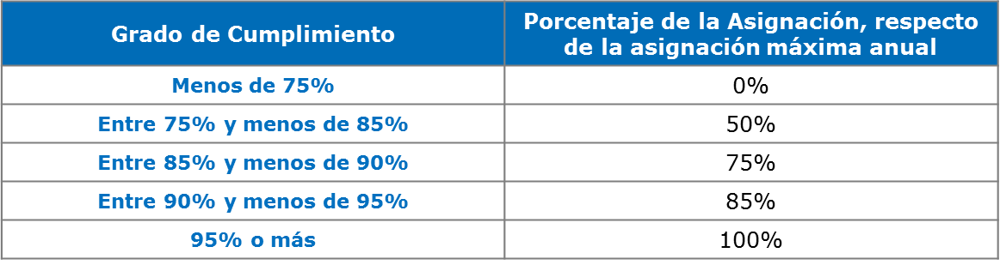 Grado de Cumplimiento
Porcentaje de la Asignación, respecto
de la asignación máxima anual
Menos de 75%
0%
Entre 75% y menos de 85%
50%
Entre 85% y menos de 90%
75%
Entre 90% y menos de 95%
85%
95% o más
100%